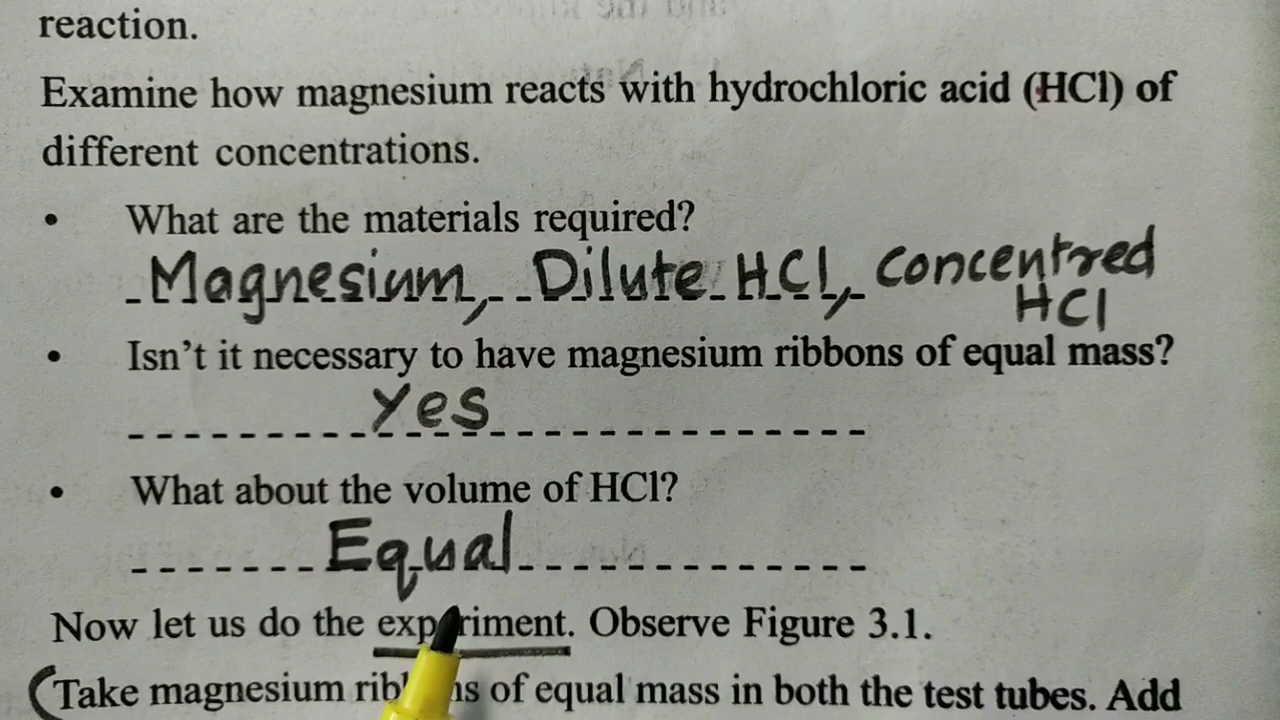 reaction.
Examine how magnesium reacts with hydrochloric acid (HCl) of
different concentrations.
• What are the materials required?
Magnesium, Dilute HCl, concentred
HCl
• Isn't it necessary to have magnesium ribbons of equal mass?
Yes
• What about the volume of HCl?
Equal
Now let us do the experiment. Observe Figure 3.1.
(Take magnesium ribbons of equal mass in both the test tubes. Add